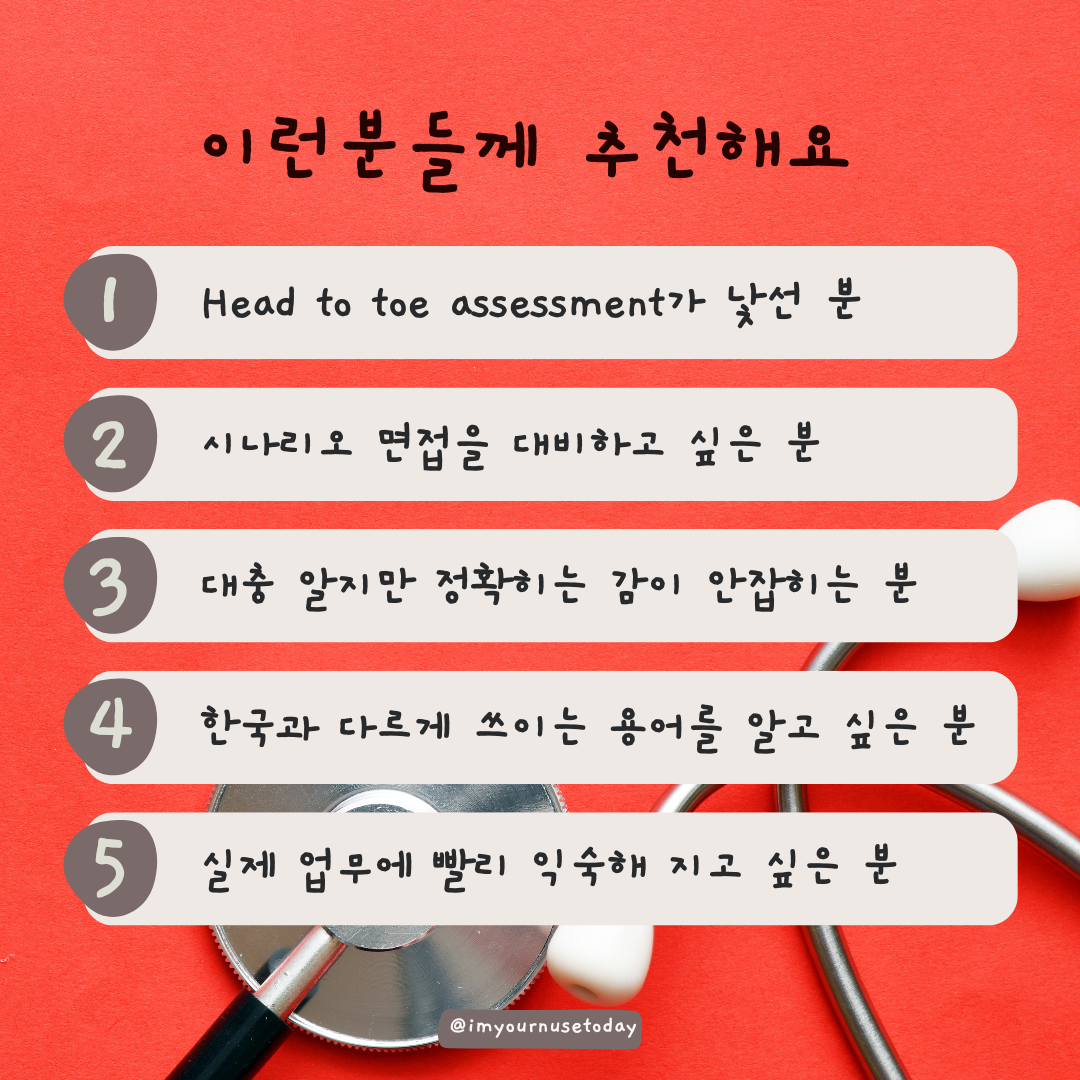 이런분들께 추천해요
1
Head to toe assessment가 낯선 분
2
시나리오 면접을 대비하고 싶은 분
3
대충 알지만 정확히는 감이 안잡히는 분
4
한국과 다르게 쓰이는 용어를 알고 싶은 분
5
실제 업무에 빨리 익숙해 지고 싶은 분
@imyournusetoday